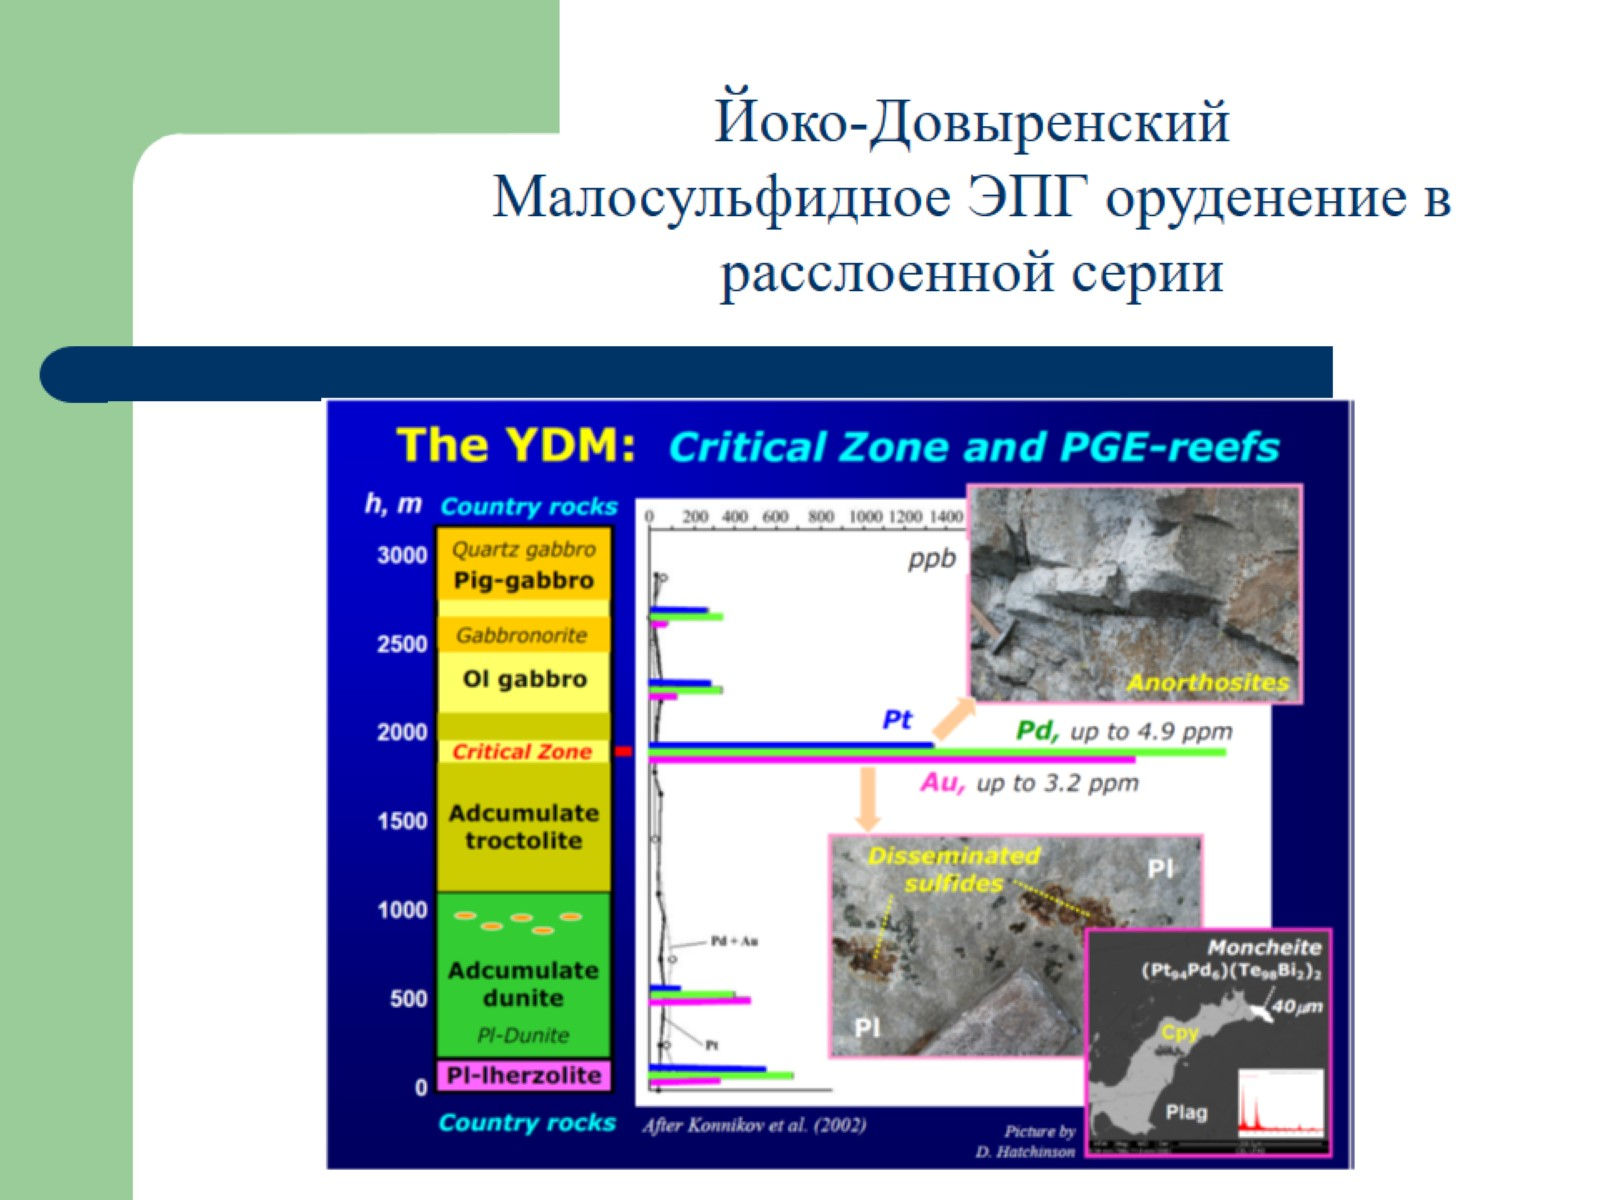 Йоко-Довыренский
Малосульфидное ЭПГ оруденение в
расслоенной серии
The YDM: Critical Zone and PGE-reefs
h, m
Country rocks
3000
2500
2000
1500
1000
500
0
Quartz gabbro
Pig-gabbro
Gabbronorite
Ol gabbro
Critical Zone
Adcumulate
troctolite
Adcumulate
dunite
Pl-Dunite
Pl-lherzolite
Country rocks
0 200 400 600 800 1000 1200 1400
ppb
Anorthosites
Pt
Pd, up to 4.9 ppm
Au, up to 3.2 ppm
Disseminated
sulfides
Pl
Pl
Pd + Au
Pt
Moncheite
(Pt₉₄Pd₆)(Te₉₈Bi₂)₂
40μm
Cpy
Plag
After Konnikov et al. (2002)
Picture by
D. Hatchinson